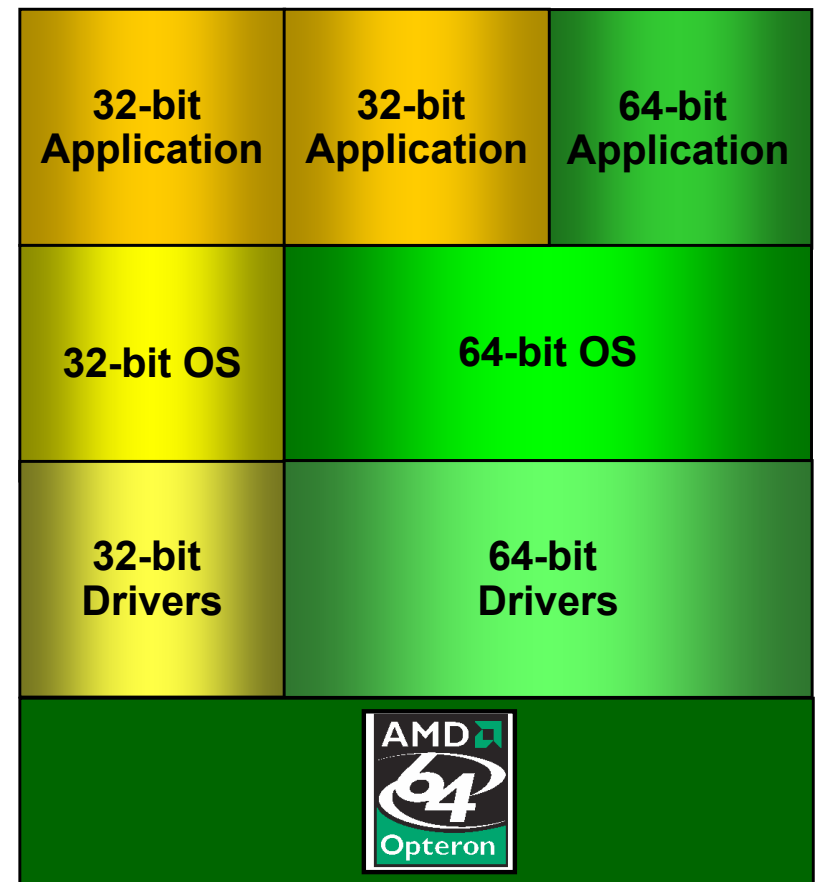 32-bit
Application
32-bit
Application
64-bit
Application
32-bit OS
64-bit OS
32-bit
Drivers
64-bit
Drivers
AMD
64
Opteron